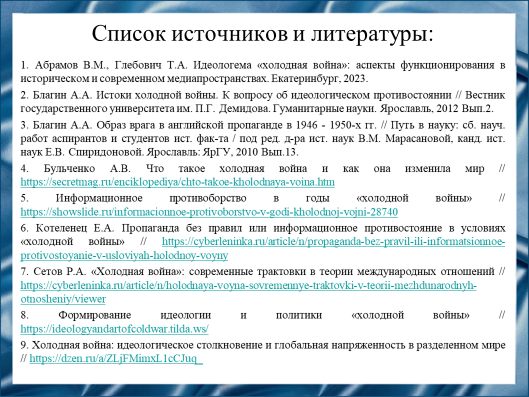 Список источников и литературы:
1. Абрамов В.М., Глебович Т.А. Идеологема «холодная война»: аспекты функционирования в
историческом и современном медиапространствах. Екатеринбург, 2023.
2. Благин А.А. Истоки холодной войны. К вопросу об идеологическом противостоянии // Вестник
государственного университета им. П.Г. Демидова. Гуманитарные науки. Ярославль, 2012 Вып.2.
3. Благин А.А. Образ врага в английской пропаганде в 1946 - 1950-х гг. // Путь в науку: сб. науч.
работ аспирантов и студентов ист. фак-та / под ред. д-ра ист. наук В.М. Марасановой, канд. ист.
наук Е.В. Спиридоновой. Ярославль: ЯрГУ, 2010 Вып.13.
4. Бульченко А.В. Что такое холодная война и как она изменила мир //
https://secretmag.ru/enciklopediya/chto-takoe-kholodnaya-voina.htm
5. Информационное противоборство в годы «холодной войны» //
https://showslide.ru/informacionnoe-protivoborstvo-v-godi-kholodnoj-vojni-28740
6. Котеленец Е.А. Пропаганда без правил или информационное противостояние в условиях
«холодной войны» // https://cyberleninka.ru/article/n/propaganda-bez-pravil-ili-informatsionnoe-
protivostoyanie-v-usloviyah-holodnoy-voyny
7. Сетов Р.А. «Холодная война»: современные трактовки в теории международных отношений //
https://cyberleninka.ru/article/n/holodnaya-voyna-sovremennye-traktovki-v-teorii-mezhdunarodnyh-
otnosheniy/viewer
8. Формирование идеологии и политики «холодной войны» //
https://ideologyandartofcoldwar.tilda.ws/
9. Холодная война: идеологическое столкновение и глобальная напряженность в разделенном мире
// https://dzen.ru/a/ZLjFMimxL1cCJuq_